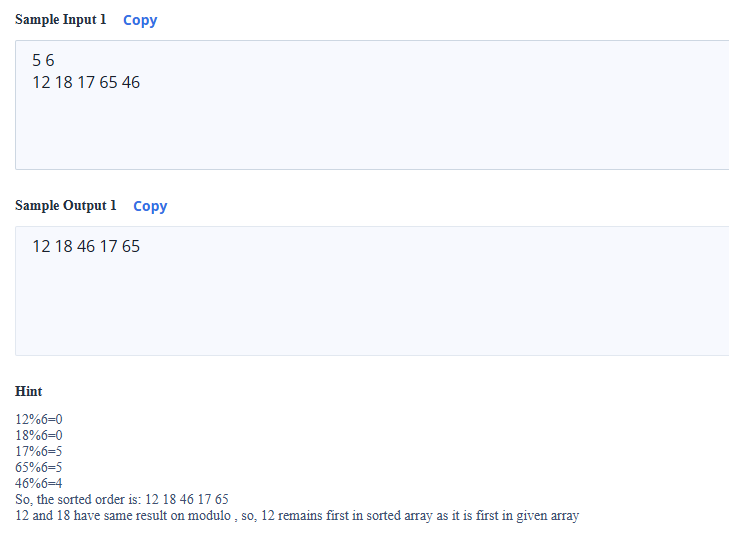 Sample Input 1 Copy
5 6
12 18 17 65 46
Sample Output 1 Copy
12 18 46 17 65
Hint
12%6=0
18%6=0
17%6=5
65%6=5
46%6=4
So, the sorted order is: 12 18 46 17 65
12 and 18 have same result on modulo , so, 12 remains first in sorted array as it is first in given array